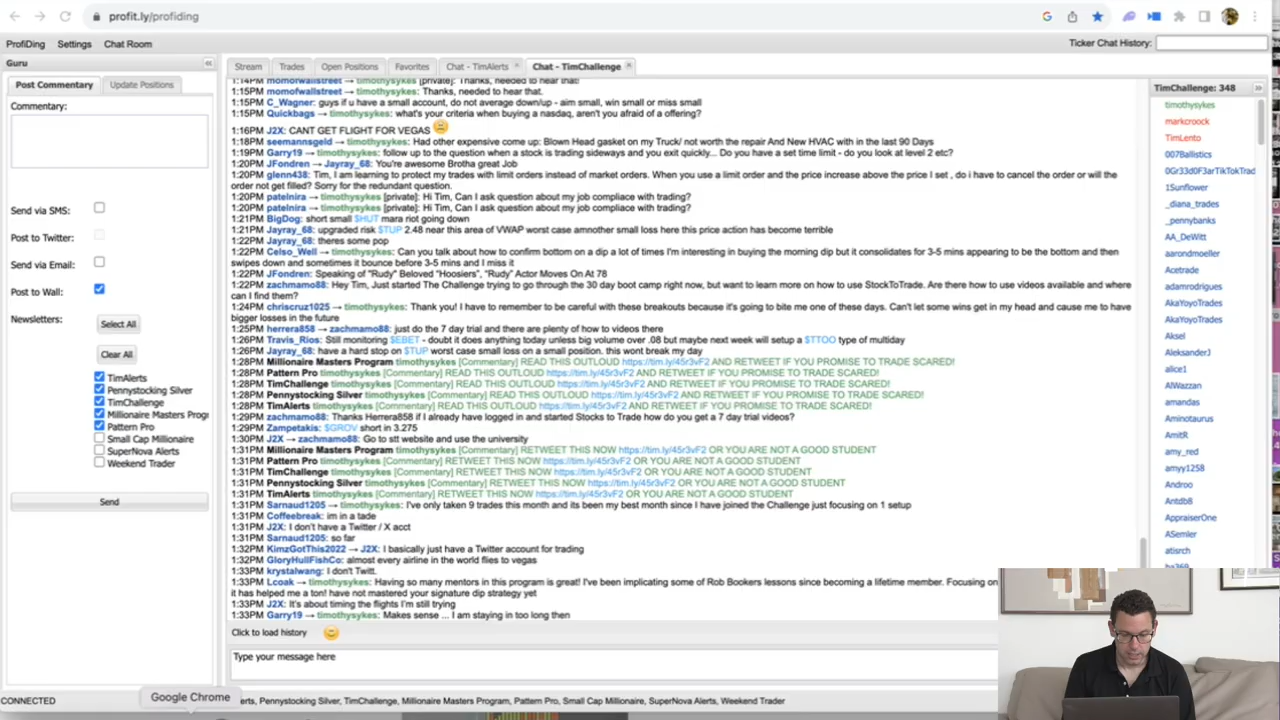 profit.ly/profiding
ProfiDing Settings Chat Room
Ticker Chat History:
Guru
Post Commentary Update Positions
Commentary:
Send via SMS:
Post to Twitter:
Send via Email:
Post to Wall:
Newsletters:
Select All
Clear All
TimAlerts
Pennystocking Silver
TimChallenge
Millionaire Masters Progr
Pattern Pro
Small Cap Millionaire
SuperNova Alerts
Weekend Trader
Send
Stream Trades Open Positions Favorites Chat - TimAlerts Chat - TimChallenge
1:14PM momofwallstreet → timothysykes [private]: Thanks, needed to hear that!
1:15PM momofwallstreet → timothysykes: Thanks, needed to hear that.
1:15PM C_Wagner: guys if u have a small account, do not average down/up - aim small, win small or miss small
1:15PM Quickbags → timothysykes: what's your criteria when buying a nasdaq, aren't you afraid of a offering?
1:16PM J2X: CANT GET FLIGHT FOR VEGAS
1:18PM seemannsgeld → timothysykes: Had other expensive come up: Blown Head gasket on my Truck/ not worth the repair And New HVAC with in the last 90 Days
1:19PM Garry19 → timothysykes: follow up to the question when a stock is trading sideways and you exit quickly... Do you have a set time limit - do you look at level 2 etc?
1:20PM JFondren → Jayray_68: You're awesome Brotha great Job
1:20PM glenn438: Tim, I am learning to protect my trades with limit orders instead of market orders. When you use a limit order and the price increase above the price I set , do i have to cancel the order or will the
order not get filled? Sorry for the redundant question.
1:20PM patelnira → timothysykes [private]: Hi Tim, Can I ask question about my job compliace with trading?
1:20PM patelnira → timothysykes [private]: Hi Tim, Can I ask question about my job compliace with trading?
1:21PM BigDog: short small $HUT mara riot going down
1:21PM Jayray_68: upgraded risk $TUP 2.48 near this area of VWAP worst case amnother small loss here this price action has become terrible
1:22PM Jayray_68: theres some pop
1:22PM Celso_Well → timothysykes: Can you talk about how to confirm bottom on a dip a lot of times I'm interesting in buying the morning dip but it consolidates for 3-5 mins appearing to be the bottom and then
swipes down and sometimes it bounce before 3-5 mins and I miss it
1:22PM JFondren: Speaking of "Rudy" Beloved "Hoosiers", "Rudy" Actor Moves On At 78
1:22PM zachmamo88: Hey Tim, Just started The Challenge trying to go through the 30 day boot camp right now, but want to learn more on how to use StockToTrade. Are there how to use videos available and where
can I find them?
1:24PM chriscruz1025 → timothysykes: Thank you! I have to remember to be careful with these breakouts because it's going to bite me one of these days. Can't let some wins get in my head and cause me to have
bigger losses in the future
1:25PM herrera858 → zachmamo88: just do the 7 day trial and there are plenty of how to videos there
1:26PM Travis_Rios: Still monitoring $EBET - doubt it does anything today unless big volume over .08 but maybe next week will setup a $TTOO type of multiday
1:26PM Jayray_68: have a hard stop on $TUP worst case small loss on a small position. this wont break my day
1:28PM Millionaire Masters Program timothysykes [Commentary] READ THIS OUTLOUD https://tim.ly/45r3vF2 AND RETWEET IF YOU PROMISE TO TRADE SCARED!
1:28PM Pattern Pro timothysykes [Commentary] READ THIS OUTLOUD https://tim.ly/45r3vF2 AND RETWEET IF YOU PROMISE TO TRADE SCARED!
1:28PM TimChallenge timothysykes [Commentary] READ THIS OUTLOUD https://tim.ly/45r3vF2 AND RETWEET IF YOU PROMISE TO TRADE SCARED!
1:28PM Pennystocking Silver timothysykes [Commentary] READ THIS OUTLOUD https://tim.ly/45r3vF2 AND RETWEET IF YOU PROMISE TO TRADE SCARED!
1:28PM TimAlerts timothysykes [Commentary] READ THIS OUTLOUD https://tim.ly/45r3vF2 AND RETWEET IF YOU PROMISE TO TRADE SCARED!
1:29PM zachmamo88: Thanks Herrera858 if I already have logged in and started Stocks to Trade how do you get a 7 day trial videos?
1:29PM Zampetakis: $GROV short in 3.275
1:30PM J2X → zachmamo88: Go to stt website and use the university
1:31PM Millionaire Masters Program timothysykes [Commentary] RETWEET THIS NOW https://tim.ly/45r3vF2 OR YOU ARE NOT A GOOD STUDENT
1:31PM Pattern Pro timothysykes [Commentary] RETWEET THIS NOW https://tim.ly/45r3vF2 OR YOU ARE NOT A GOOD STUDENT
1:31PM TimChallenge timothysykes [Commentary] RETWEET THIS NOW https://tim.ly/45r3vF2 OR YOU ARE NOT A GOOD STUDENT
1:31PM Pennystocking Silver timothysykes [Commentary] RETWEET THIS NOW https://tim.ly/45r3vF2 OR YOU ARE NOT A GOOD STUDENT
1:31PM TimAlerts timothysykes [Commentary] RETWEET THIS NOW https://tim.ly/45r3vF2 OR YOU ARE NOT A GOOD STUDENT
1:31PM Sarnaud1205 → timothysykes: I've only taken 9 trades this month and its been my best month since I have joined the Challenge just focusing on 1 setup
1:31PM Coffeebreak: im in a tade
1:31PM J2X: I don't have a Twitter / X acct
1:31PM Sarnaud1205: so far
1:32PM KimzGotThis2022 → J2X: I basically just have a Twitter account for trading
1:32PM GloryHullFishCo: almost every airline in the world flies to vegas
1:33PM krystalwang: I don't Twitt.
1:33PM Lcoak → timothysykes: Having so many mentors in this program is great! I've been implicating some of Rob Bookers lessons since becoming a lifetime member. Focusing on
it has helped me a ton! have not mastered your signature dip strategy yet
1:33PM J2X: It's about timing the flights I'm still trying
1:33PM Garry19 → timothysykes: Makes sense ... I am staying in too long then
Click to load history
Type your message here
TimChallenge: 348
timothysykes
markcroock
TimLento
007Ballistics
0Gr33d0F3arTikTokTrad
1Sunflower
_diana_trades
_pennybanks
AA_DeWitt
aarondmoeller
Acetrade
adamrodrigues
AkaYoyoTrades
AkaYoyoTrades
Aksel
AleksanderJ
alice1
AlWazzan
amandas
Aminotaurus
AmitR
amy_red
amyy1258
Androo
Antdb8
AppraiserOne
ASemler
atisrch
Google Chrome
CONNECTED
erts, Pennystocking Silver, TimChallenge, Millionaire Masters Program, Pattern Pro, Small Cap Millionaire, SuperNova Alerts, Weekend Trader